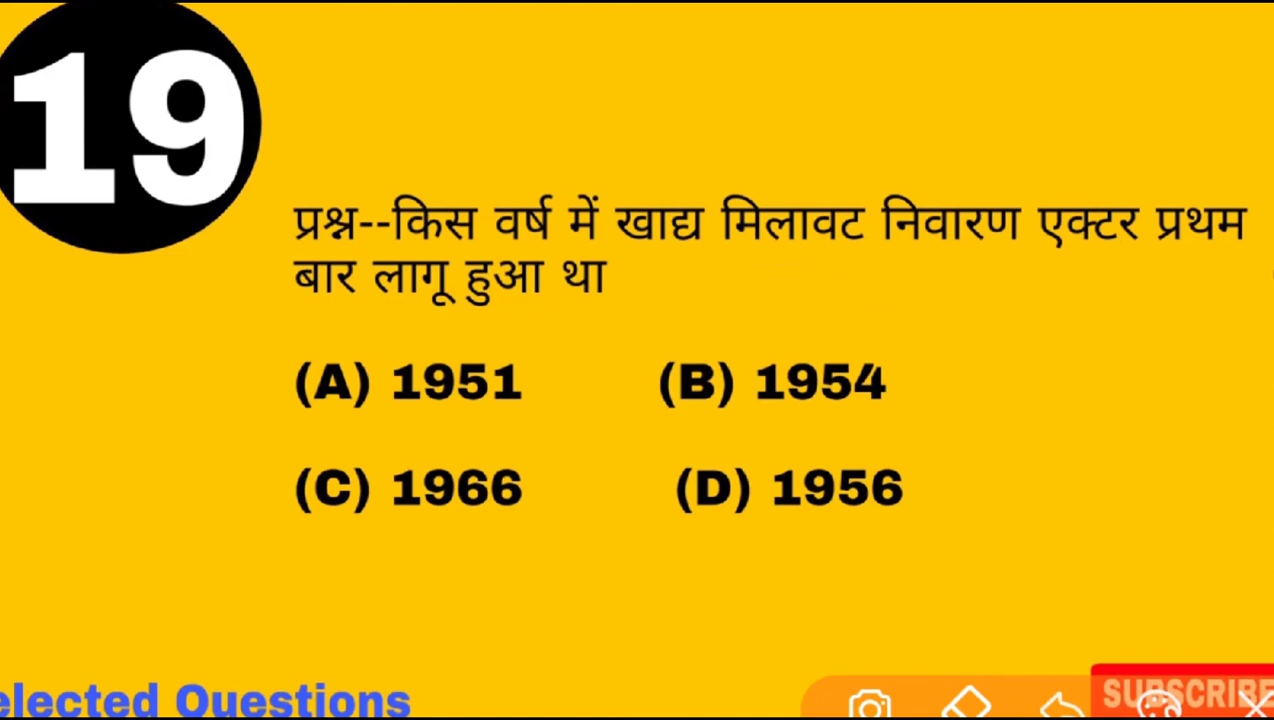 19
प्रश्न--किस वर्ष में खाद्य मिलावट निवारण एक्टर प्रथम
बार लागू हुआ था
(A) 1951 (B) 1954
(C) 1966 (D) 1956
elected Questions
SUBSCRIBE